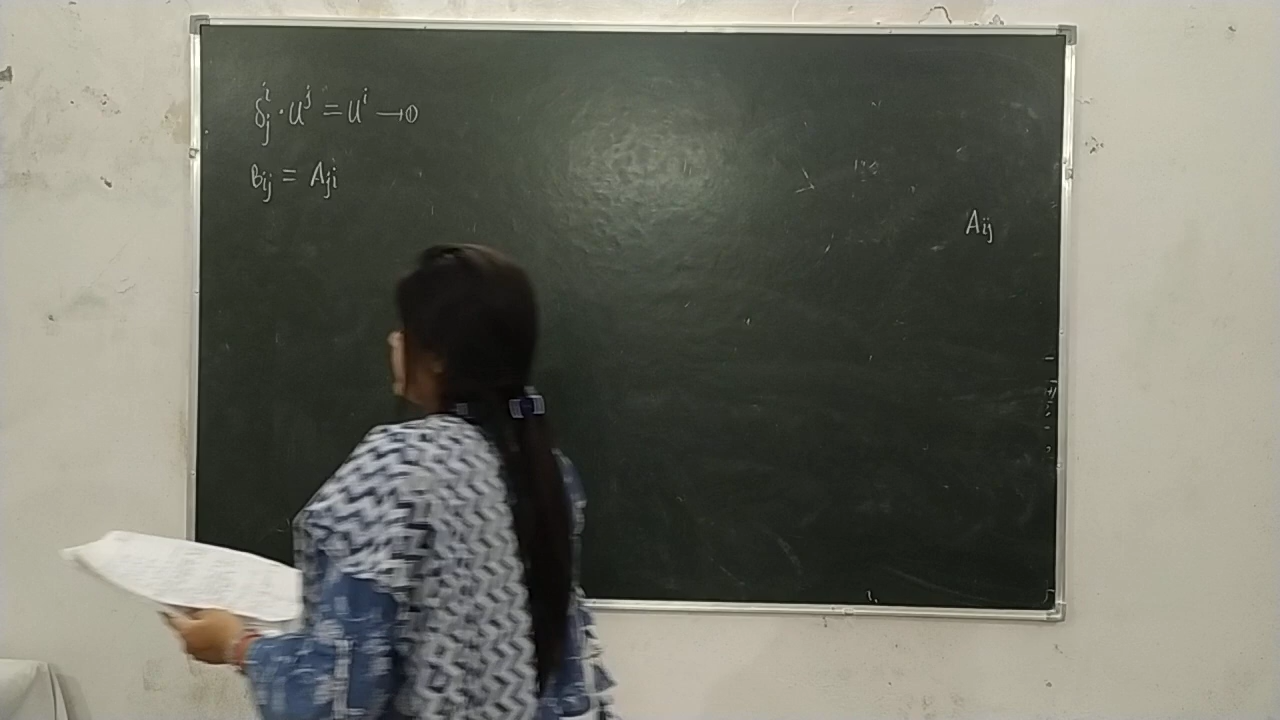 δ^i_j · u^j = u^i → ①
B_ij = A_ji
A_ij